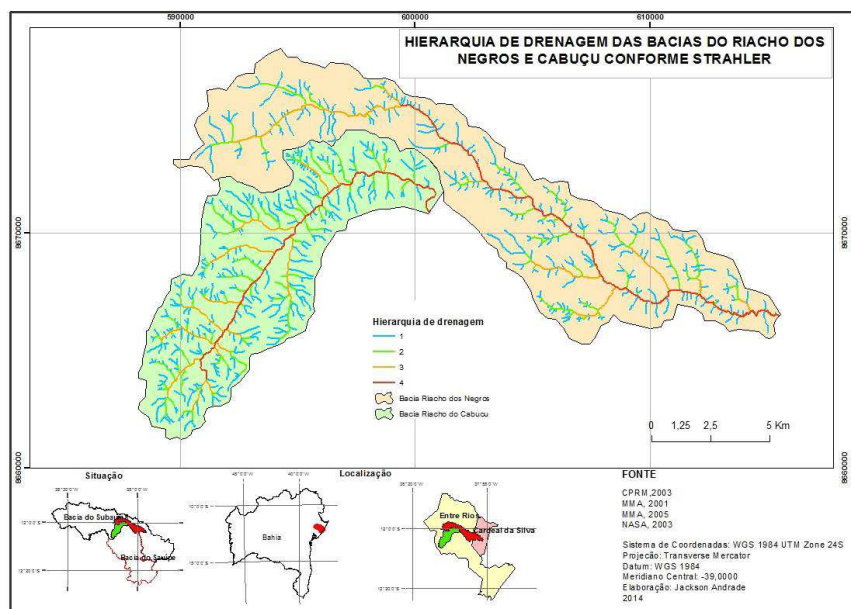 590000 600000 610000
HIERARQUIA DE DRENAGEM DAS BACIAS DO RIACHO DOS
NEGROS E CABUÇU CONFORME STRAHLER
8670000
8670000
Hierarquia de drenagem
1
2
3
4
Bacia Riacho dos Negros
Bacia Riacho do Cabucu
0 1,25 2,5 5 Km
8660000
8660000
Situação
Localização
Bacia do Subaúma
Bacia do Sauípe
Bahia
Entre Rios
Cardeal da Silva
FONTE
CPRM,2003
MMA, 2001
MMA, 2005
NASA, 2003
Sistema de Coordenadas: WGS 1984 UTM Zone 24S
Projecão: Transverse Mercator
Datum: WGS 1984
Meridiano Central: -39,0000
Elaboração: Jackson Andrade
2014